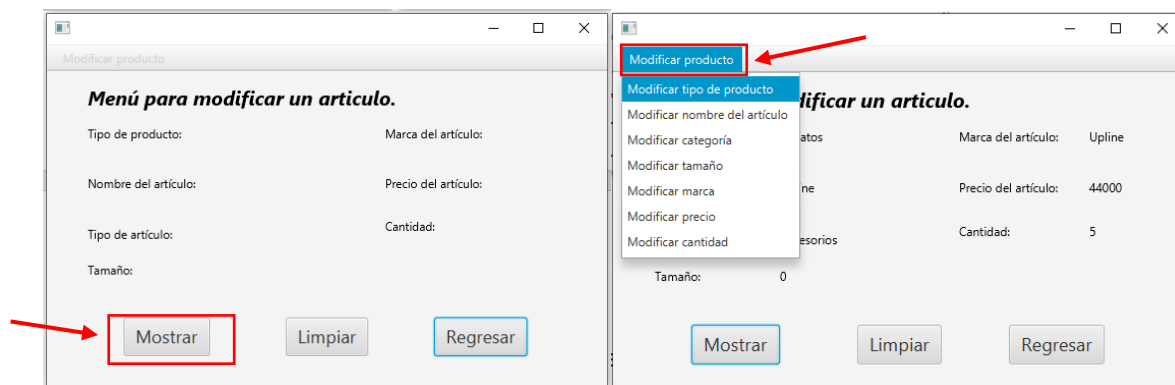 Modificar producto
Menú para modificar un articulo.
Tipo de producto:
Marca del artículo:
Nombre del artículo:
Precio del artículo:
Tipo de artículo:
Cantidad:
Tamaño:
Mostrar
Limpiar
Regresar
Modificar producto
Modificar tipo de producto
Modificar nombre del artículo
Modificar categoría
Modificar tamaño
Modificar marca
Modificar precio
Modificar cantidad
dificar un articulo.
atos
Marca del artículo: Upline
ne
Precio del artículo: 44000
esorios
Cantidad: 5
Tamaño: 0
Mostrar
Limpiar
Regresar